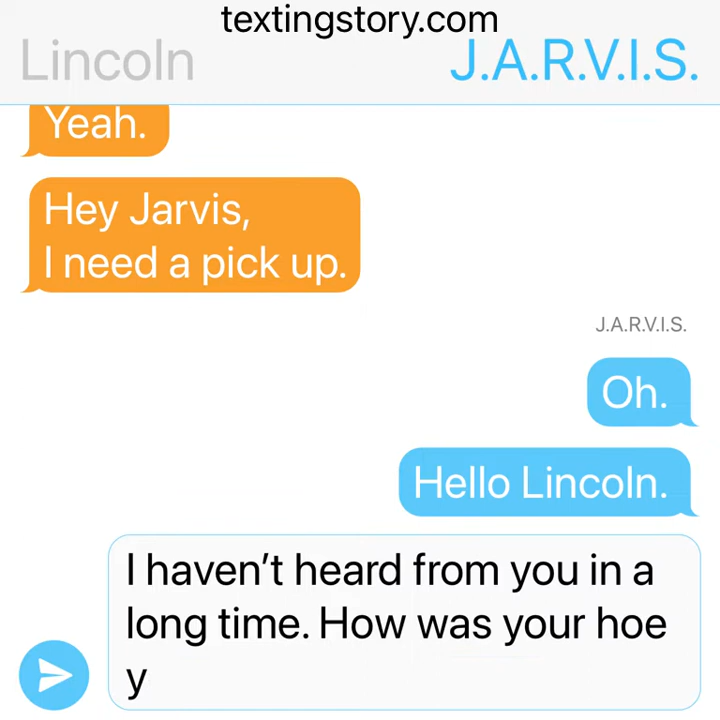 textingstory.com
Lincoln
J.A.R.V.I.S.
Yeah.
Hey Jarvis,
I need a pick up.
J.A.R.V.I.S.
Oh.
Hello Lincoln.
I haven’t heard from you in a
long time. How was your hoe
y